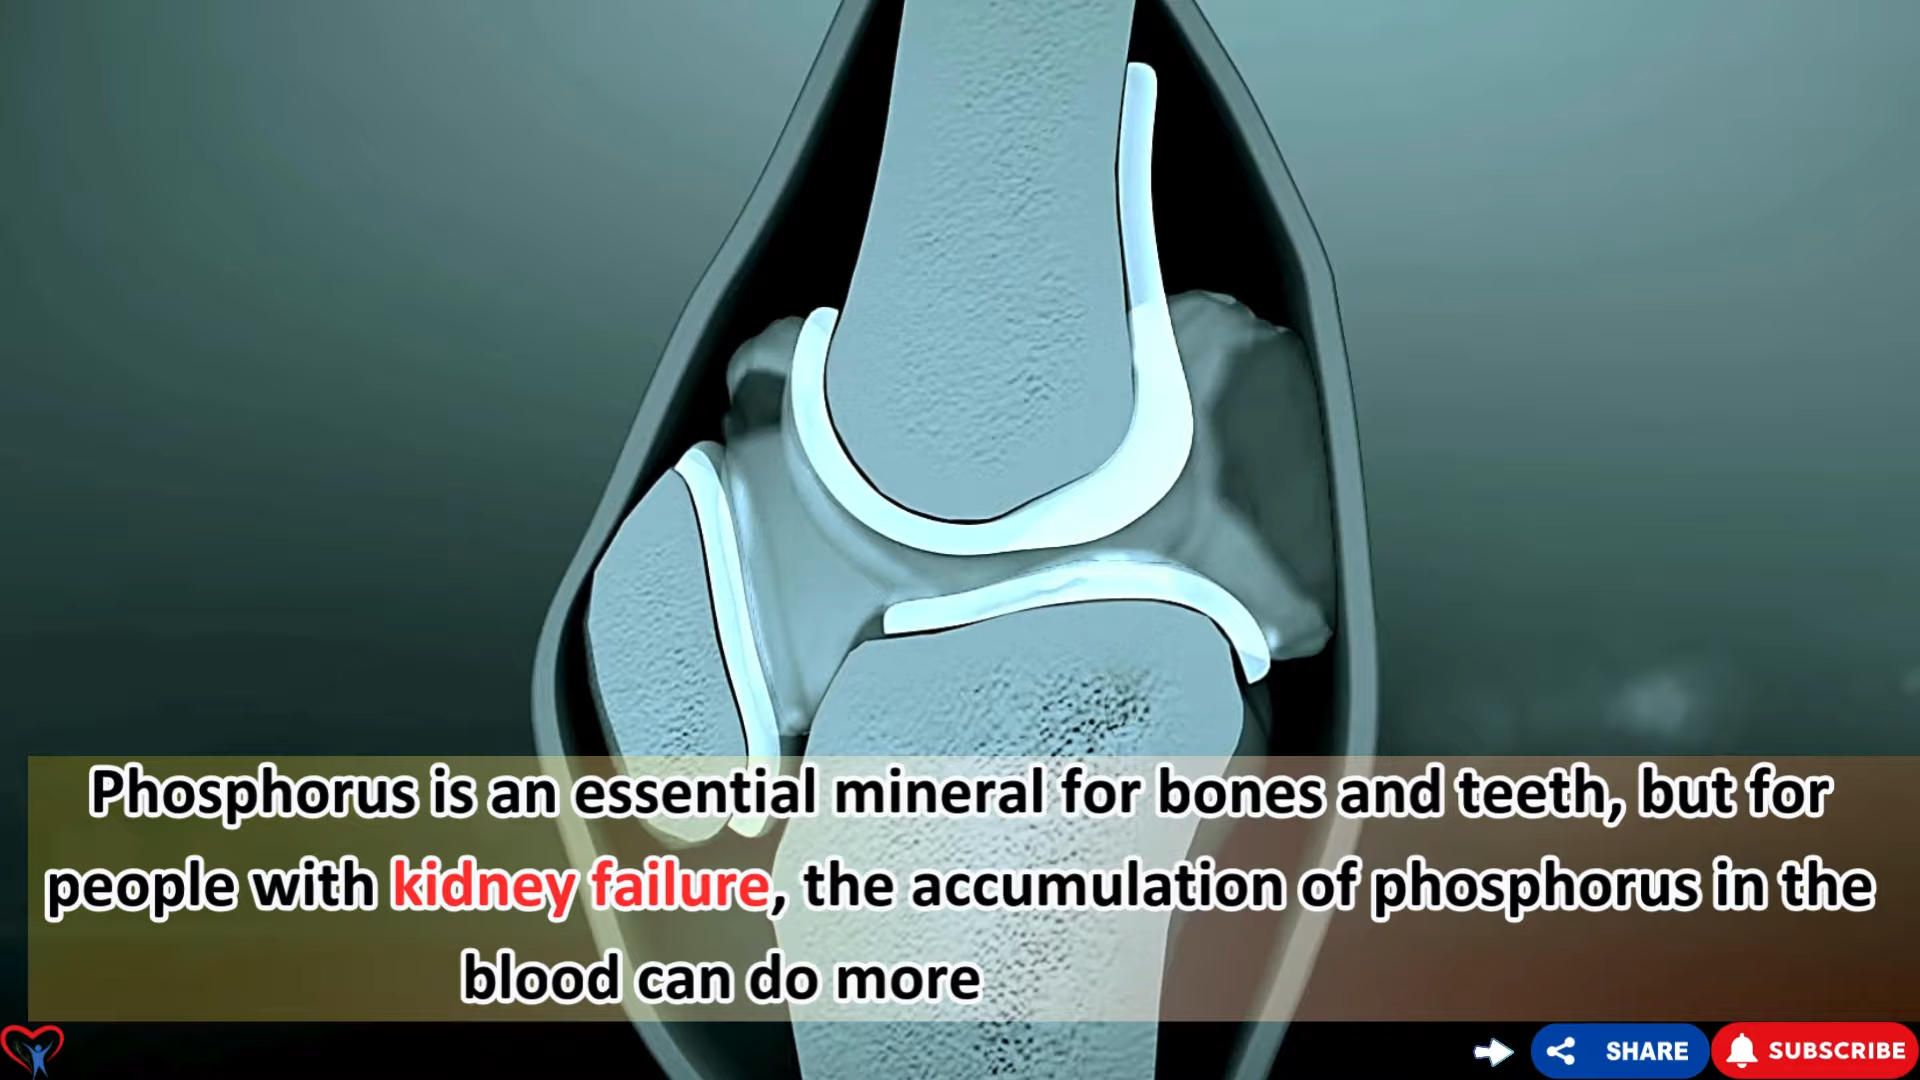 Phosphorus is an essential mineral for bones and teeth, but for
people with kidney failure, the accumulation of phosphorus in the
blood can do more
SHARE
SUBSCRIBE